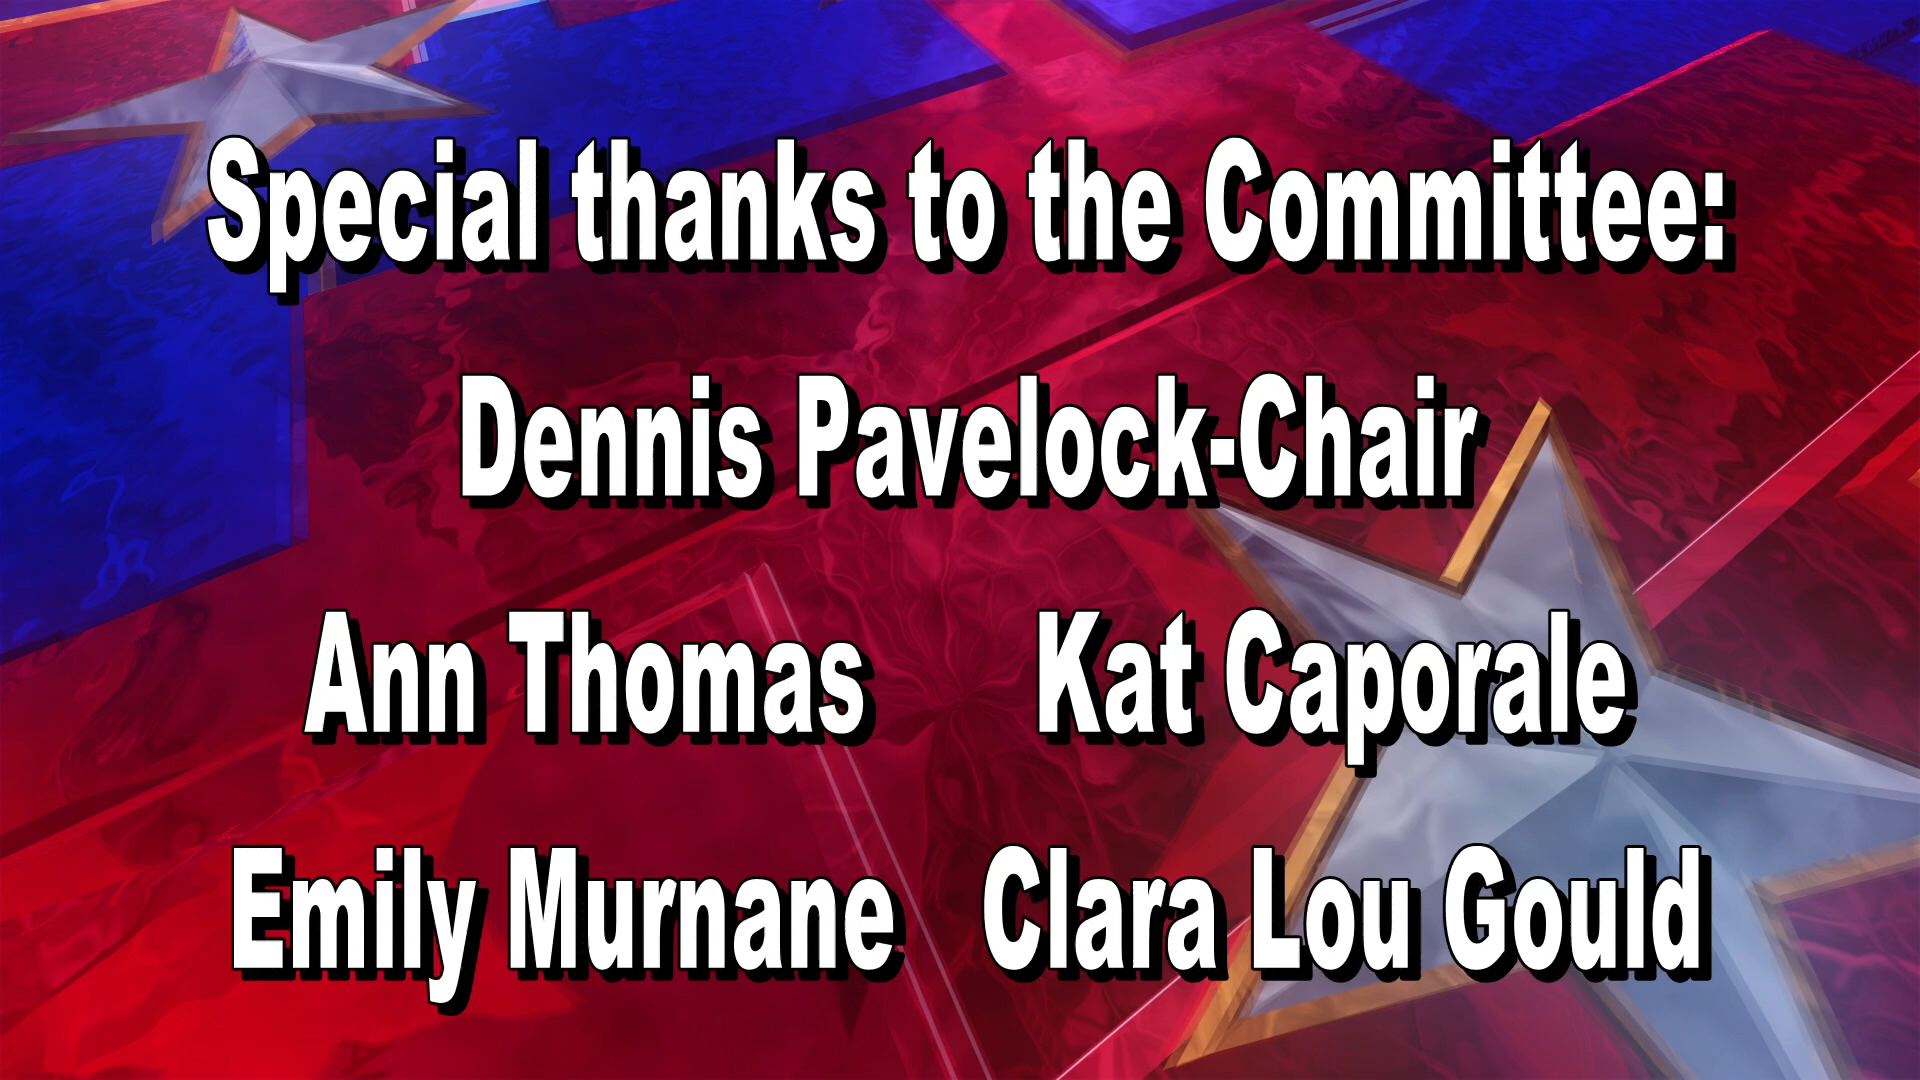 Special thanks to the Committee:
Dennis Pavelock-Chair
Ann Thomas Kat Caporale
Emily Murnane Clara Lou Gould